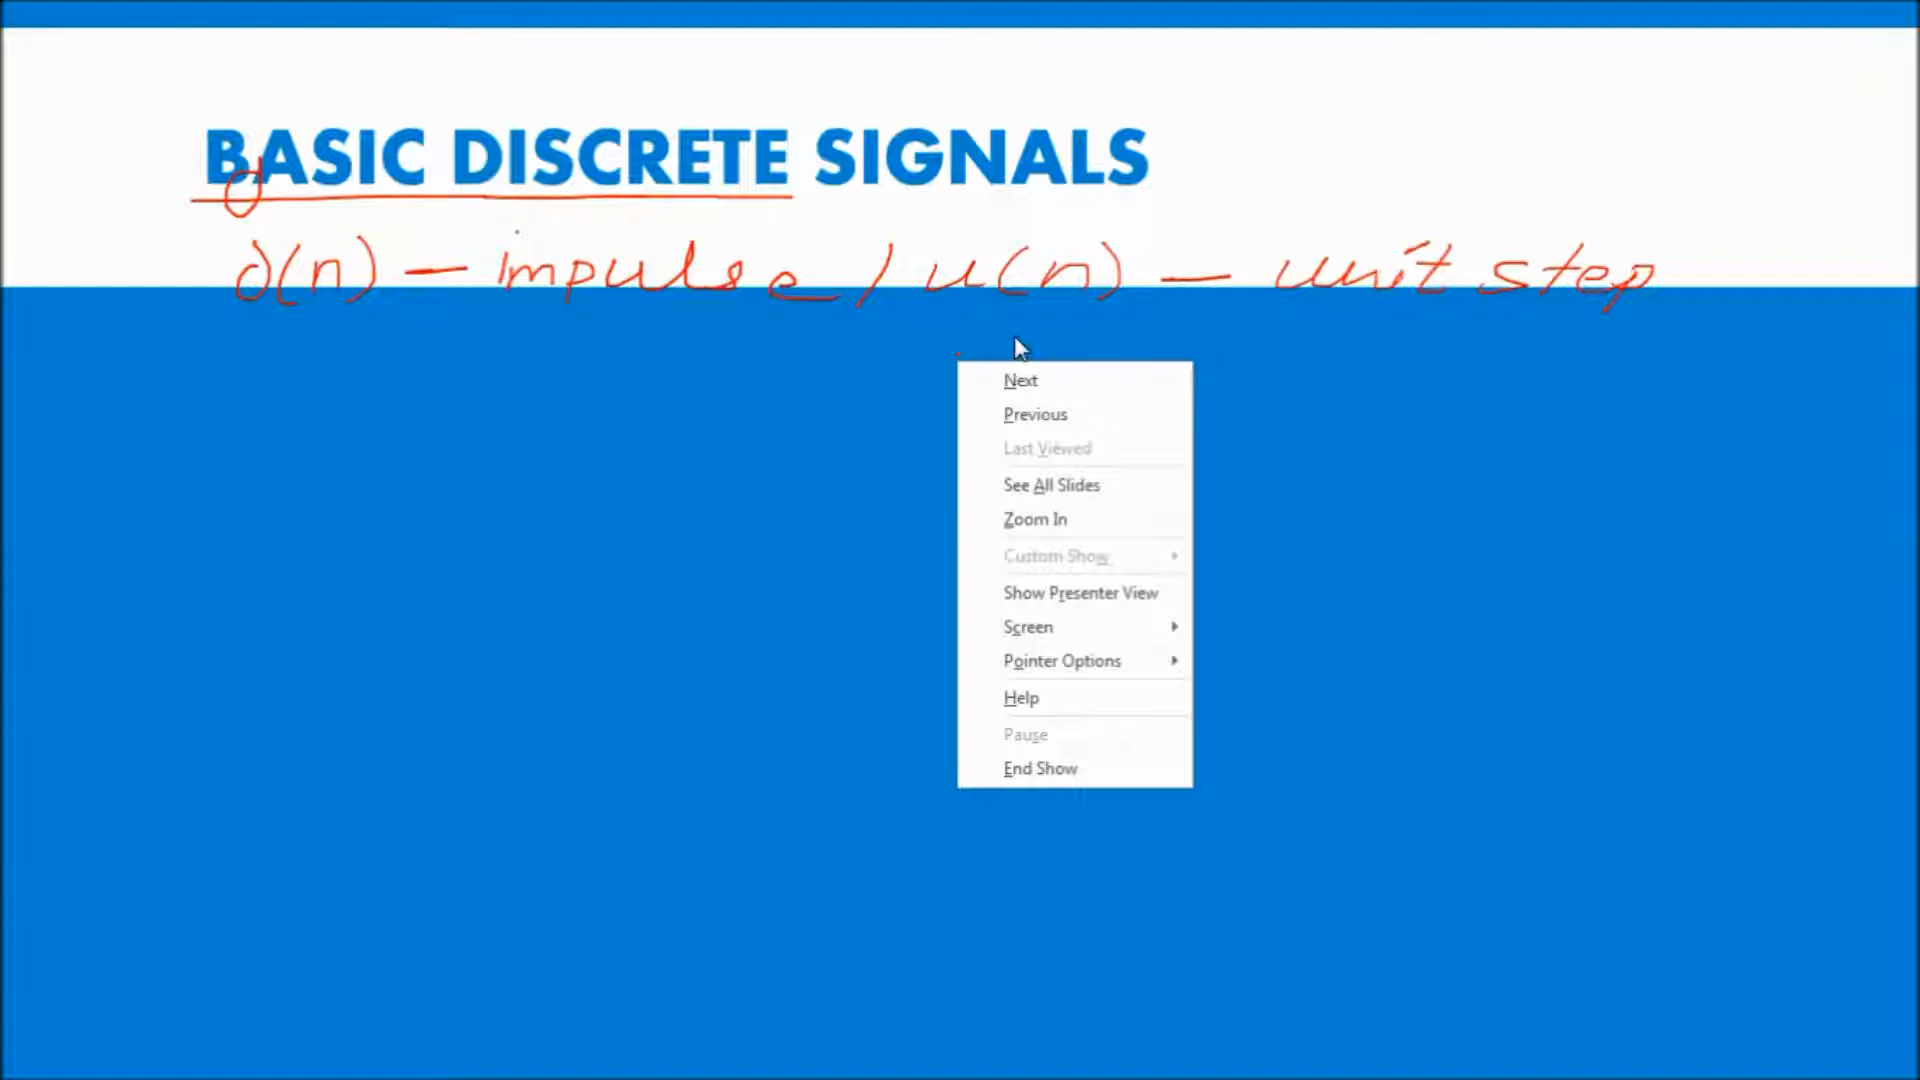 BASIC DISCRETE SIGNALS
∂
∂(n) — impulse / u(n) — unit step
Next
Previous
Last Viewed
See All Slides
Zoom In
Custom Show
Show Presenter View
Screen
Pointer Options
Help
Pause
End Show